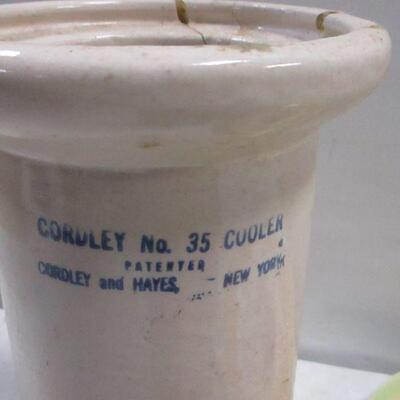 CORDLEY No. 35 COOLER
PATENTED
CORDLEY and HAYES, - NEW YORK